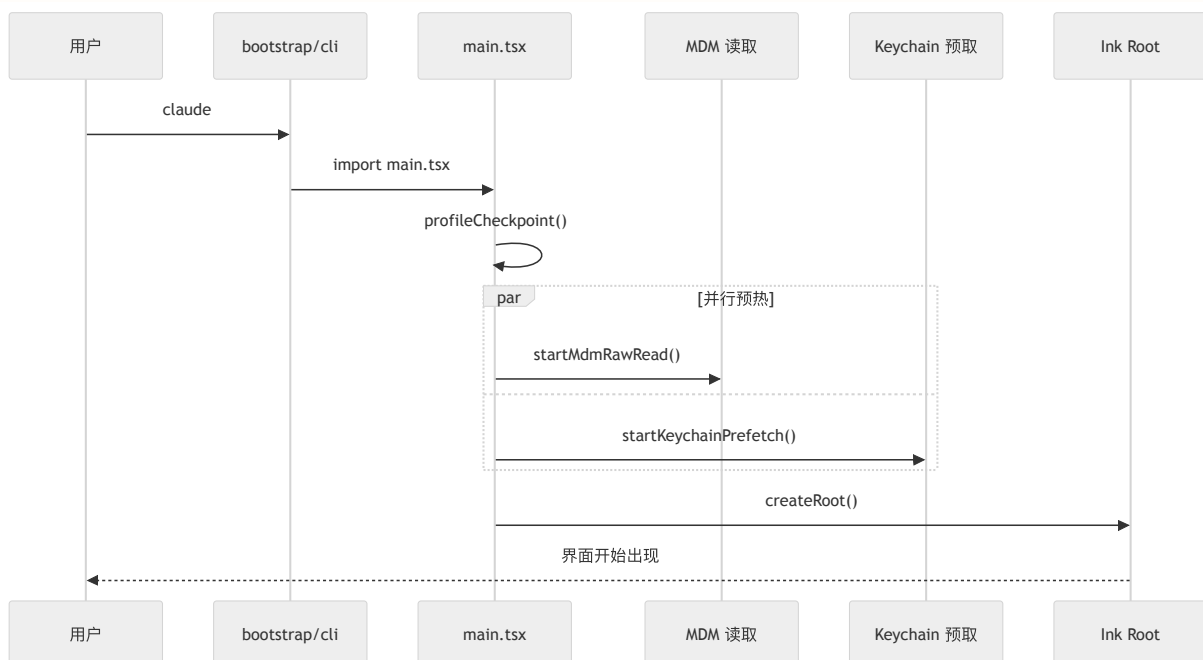 用户
bootstrap/cli
main.tsx
MDM 读取
Keychain 预取
Ink Root
claude
import main.tsx
profileCheckpoint()
par
[并行预热]
startMdmRawRead()
startKeychainPrefetch()
createRoot()
界面开始出现
用户
bootstrap/cli
main.tsx
MDM 读取
Keychain 预取
Ink Root